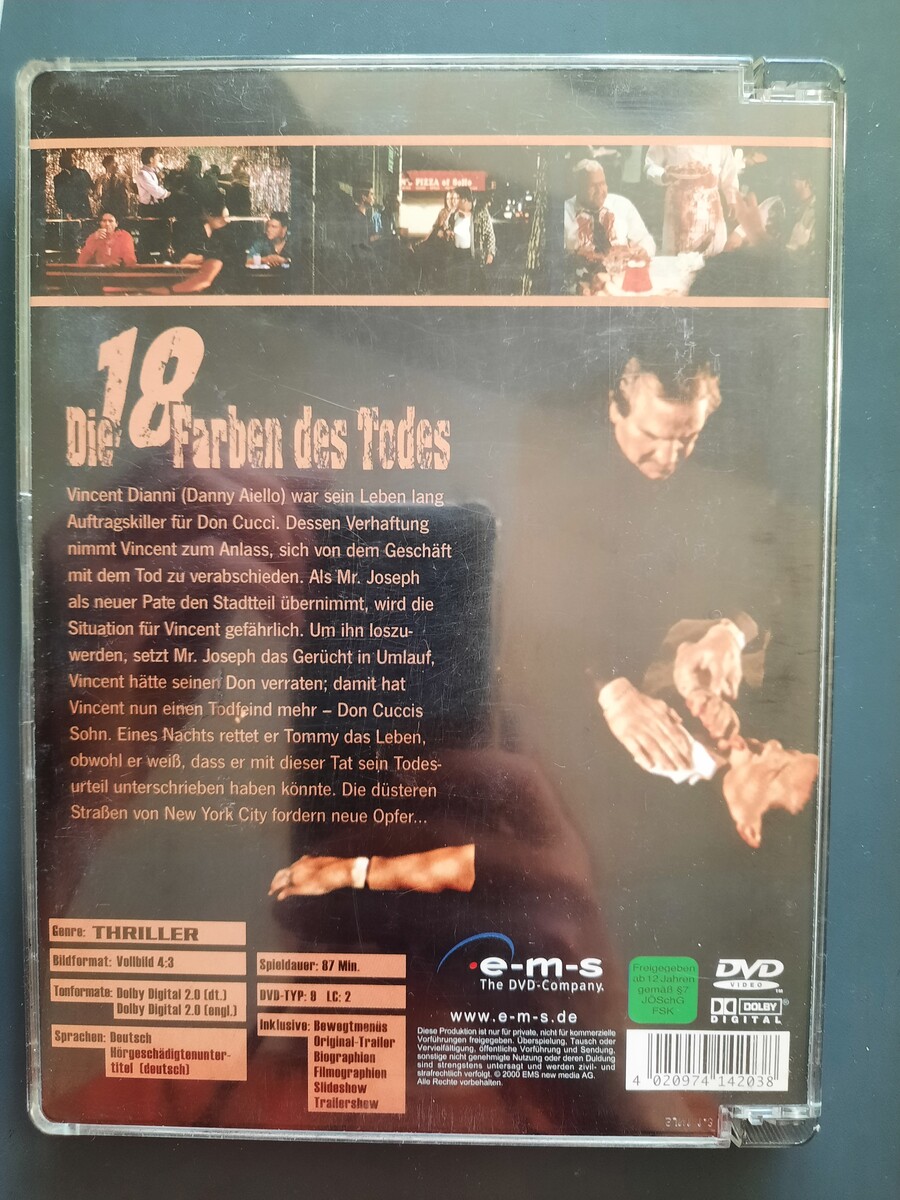 PIZZA of SoHo
18
Die Farben des Todes
Vincent Dianni (Danny Aiello) war sein Leben lang
Auftragskiller für Don Cucci. Dessen Verhaftung
nimmt Vincent zum Anlass, sich von dem Geschäft
mit dem Tod zu verabschieden. Als Mr. Joseph
als neuer Pate den Stadtteil übernimmt, wird die
Situation für Vincent gefährlich. Um ihn loszu-
werden, setzt Mr. Joseph das Gerücht in Umlauf,
Vincent hätte seinen Don verraten; damit hat
Vincent nun einen Todfeind mehr – Don Cuccis
Sohn. Eines Nachts rettet er Tommy das Leben,
obwohl er weiß, dass er mit dieser Tat sein Todes-
urteil unterschrieben haben könnte. Die düsteren
Straßen von New York City fordern neue Opfer...
Genre: THRILLER
Bildformat: Vollbild 4:3
Tonformate: Dolby Digital 2.0 (dt.)
Dolby Digital 2.0 (engl.)
Sprachen: Deutsch
Hörgeschädigtenunter-
titel (deutsch)
Spieldauer: 87 Min.
DVD-TYP: 9 LC: 2
Inklusive: Bewegtmenüs
Original-Trailer
Biographien
Filmographien
Slideshow
Trailershow
e-m-s
The DVD-Company.
www.e-m-s.de
Diese Produktion ist nur für private, nicht für kommerzielle
Vorführungen freigegeben. Überspielung, Tausch oder
Vervielfältigung, öffentliche Vorführung und Sendung,
sonstige nicht genehmigte Nutzung oder deren Duldung
sind strengstens untersagt und werden zivil- und
strafrechtlich verfolgt. © 2000 EMS new media AG.
Alle Rechte vorbehalten.
Freigegeben
ab 12 Jahren
gemäß §7
JÖSchG
FSK
DVD
VIDEO
TM
DOLBY®
DIGITAL
4 020974 142038